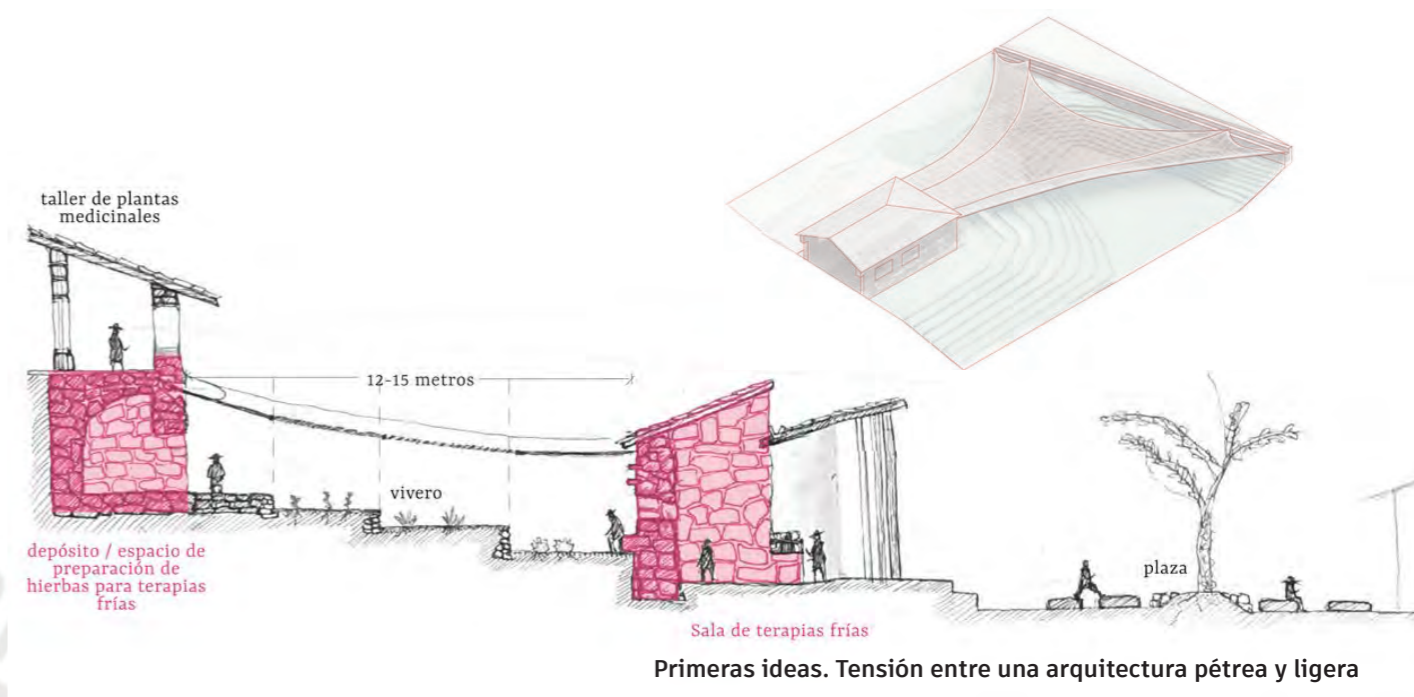 taller de plantas
medicinales
12-15 metros
vivero
depósito / espacio de
preparación de
hierbas para terapias
frías
plaza
Sala de terapias frías
Primeras ideas. Tensión entre una arquitectura pétrea y ligera